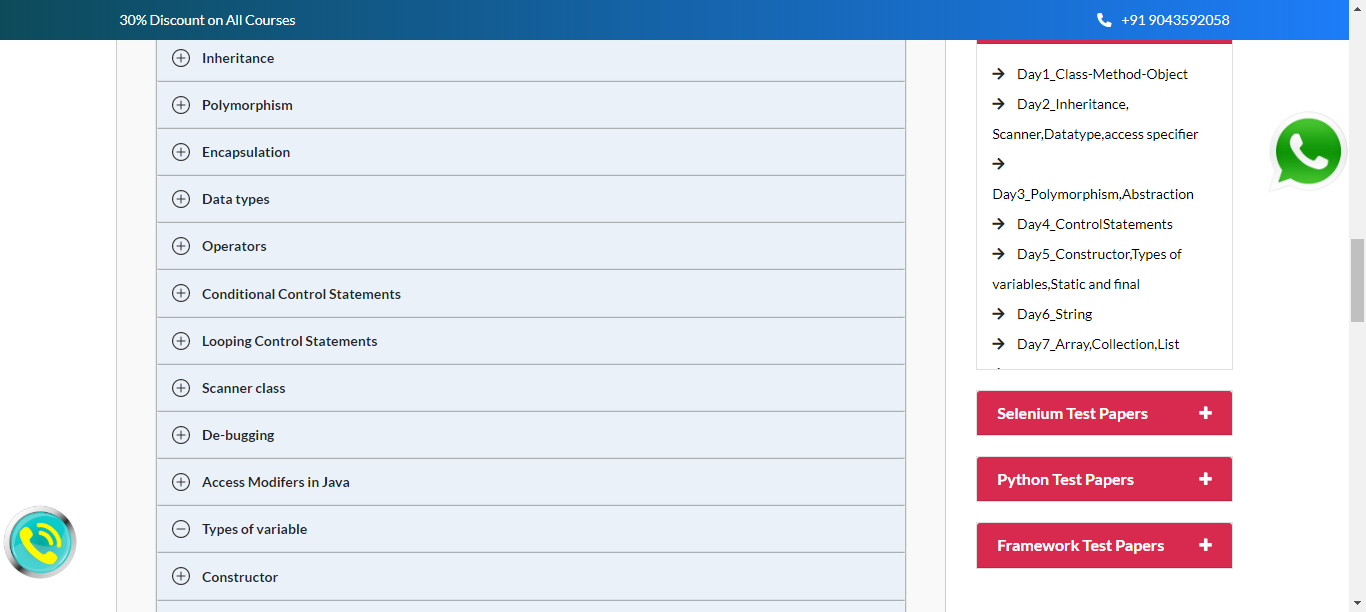 30% Discount on All Courses
+91 9043592058
Inheritance
Polymorphism
Encapsulation
Data types
Operators
Conditional Control Statements
Looping Control Statements
Scanner class
De-bugging
Access Modifers in Java
Types of variable
Constructor
Day1_Class-Method-Object
Day2_Inheritance,
Scanner,Datatype,access specifier
Day3_Polymorphism,Abstraction
Day4_ControlStatements
Day5_Constructor,Types of
variables,Static and final
Day6_String
Day7_Array,Collection,List
Selenium Test Papers
Python Test Papers
Framework Test Papers